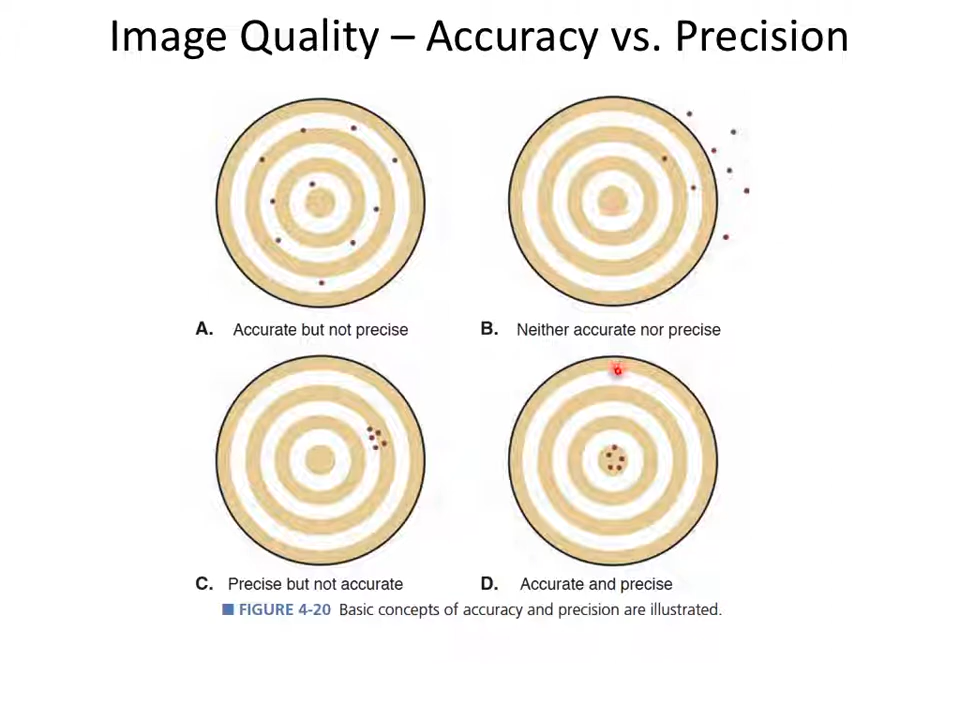 Image Quality – Accuracy vs. Precision
A. Accurate but not precise
B. Neither accurate nor precise
C. Precise but not accurate
D. Accurate and precise
■ FIGURE 4-20 Basic concepts of accuracy and precision are illustrated.